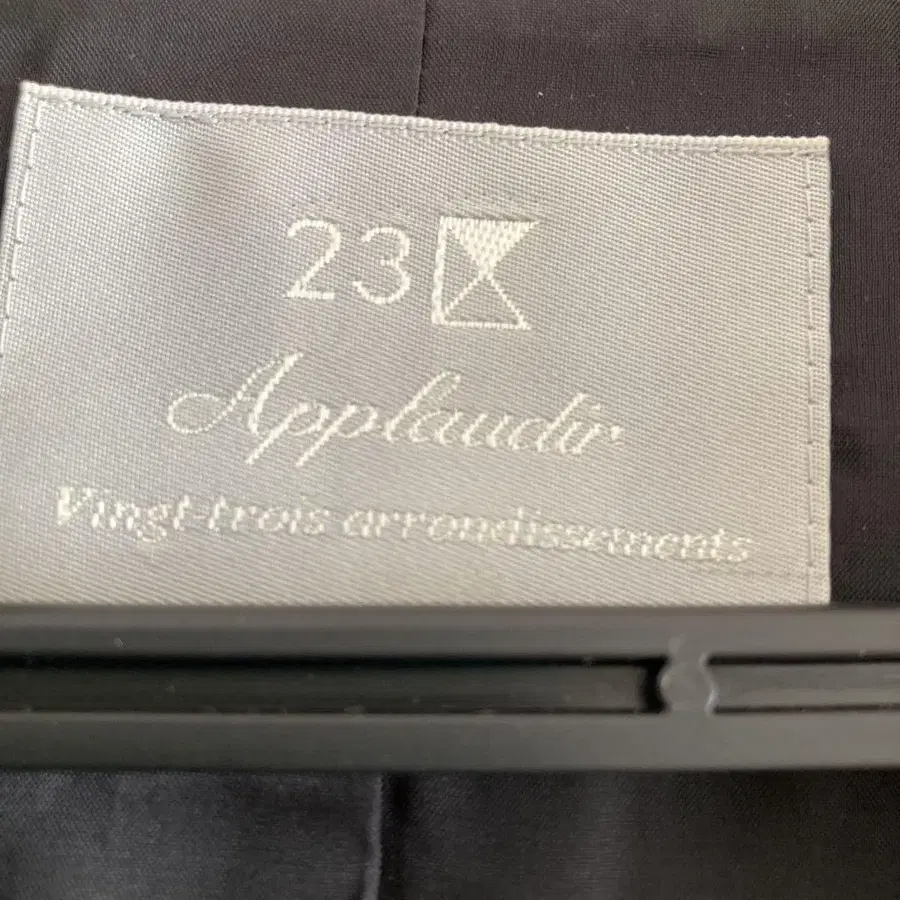 23
Applaudir
Vingt-trois arrondissements